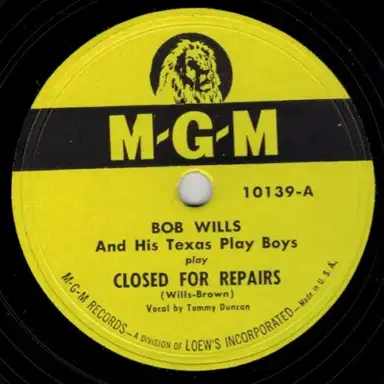 M-G-M
10139-A
BOB WILLS
And His Texas Play Boys
play
CLOSED FOR REPAIRS
(Wills-Brown)
Vocal by Tommy Duncan
M-G-M RECORDS—A DIVISION OF LOEW'S INCORPORATED—Made in U. S. A.